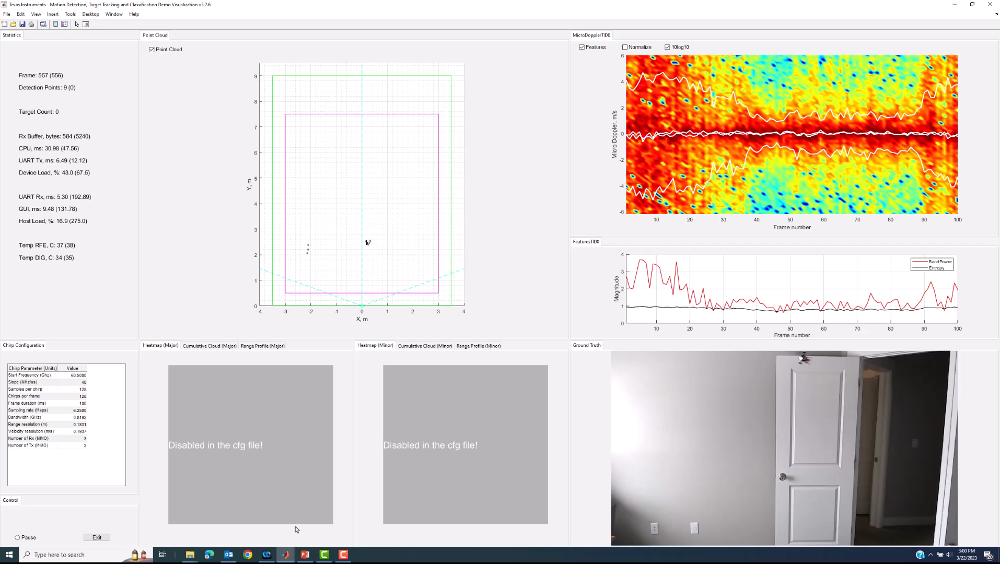 Texas Instruments - Motion Detection, Target Tracking and Classification Demo Visualization v5.2.6
File Edit View Insert Tools Desktop Window Help
Statistics
Frame: 557 (556)
Detection Points: 9 (0)
Target Count: 0
Rx Buffer, bytes: 584 (5240)
CPU, ms: 30.98 (47.56)
UART Tx, ms: 6.49 (12.12)
Device Load, %: 43.0 (67.5)
UART Rx, ms: 5.30 (192.89)
GUI, ms: 9.48 (131.78)
Host Load, %: 16.9 (275.0)
Temp RFE, C: 37 (38)
Temp DIG, C: 34 (35)
Point Cloud
Point Cloud
9
8
7
6
5
4
3
2
1
0
Y, m
-4 -3 -2 -1 0 1 2 3 4
X, m
MicroDopplerTID0
Features Normalize 10log10
6
4
2
0
-2
-4
-6
Micro Doppler, m/s
10 20 30 40 50 60 70 80 90 100
Frame number
FeaturesTID0
4
3
2
1
0
Magnitude
BandPower
Entropy
10 20 30 40 50 60 70 80 90 100
Frame number
Chirp Configuration
Chirp Parameter (Units) Value
Start Frequency (Ghz) 60.5000
Slope (MHz/us) 40
Samples per chirp 128
Chirps per frame 128
Frame duration (ms) 100
Sampling rate (Msps) 6.2500
Bandwidth (GHz) 0.8192
Range resolution (m) 0.1831
Velocity resolution (m/s) 0.1937
Number of Rx (MIMO) 3
Number of Tx (MIMO) 2
Control
Pause Exit
Heatmap (Major) Cumulative Cloud (Major) Range Profile (Major)
Disabled in the cfg file!
Heatmap (Minor) Cumulative Cloud (Minor) Range Profile (Minor)
Disabled in the cfg file!
Ground Truth
Type here to search
3:00 PM
3/22/2023
20